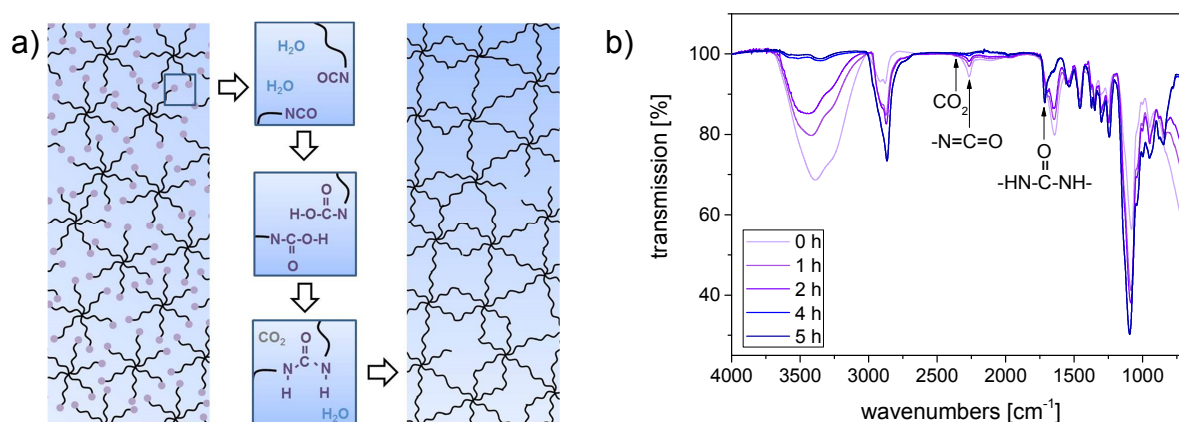 a)
H₂O
H₂O
OCN
NCO
O
H-O-C-N
N-C-O-H
O
CO₂
O
C
N
N
H
H
H₂O
b)
transmission [%]
100
80
60
100
CO₂
-N=C=O
O
-HN-C-NH-
0 h
1 h
2 h
4 h
5 h
4000
3500
3000
2500
2000
1500
1000
wavenumbers [cm⁻¹]